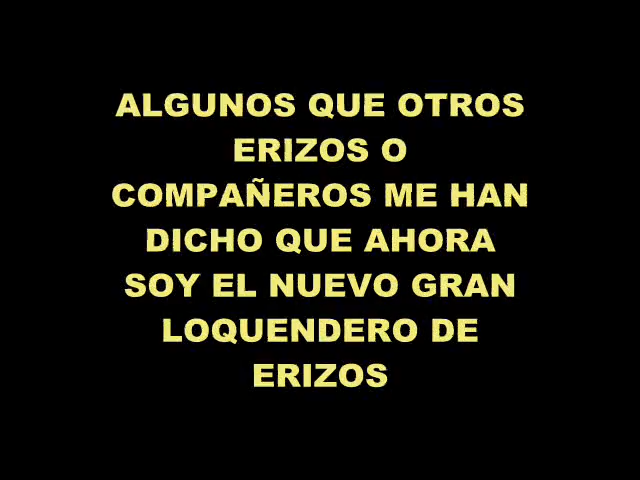 ALGUNOS QUE OTROS
ERIZOS O
COMPAÑEROS ME HAN
DICHO QUE AHORA
SOY EL NUEVO GRAN
LOQUENDERO DE
ERIZOS